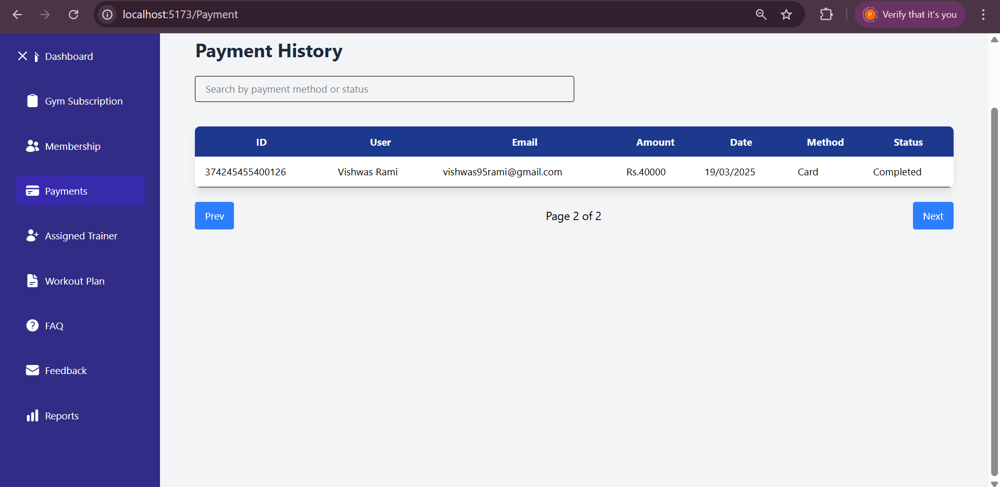 localhost:5173/Payment
P Verify that it's you
Dashboard
Gym Subscription
Membership
Payments
Assigned Trainer
Workout Plan
FAQ
Feedback
Reports
Payment History
Search by payment method or status
ID User Email Amount Date Method Status
374245455400126 Vishwas Rami vishwas95rami@gmail.com Rs.40000 19/03/2025 Card Completed
Prev Page 2 of 2 Next